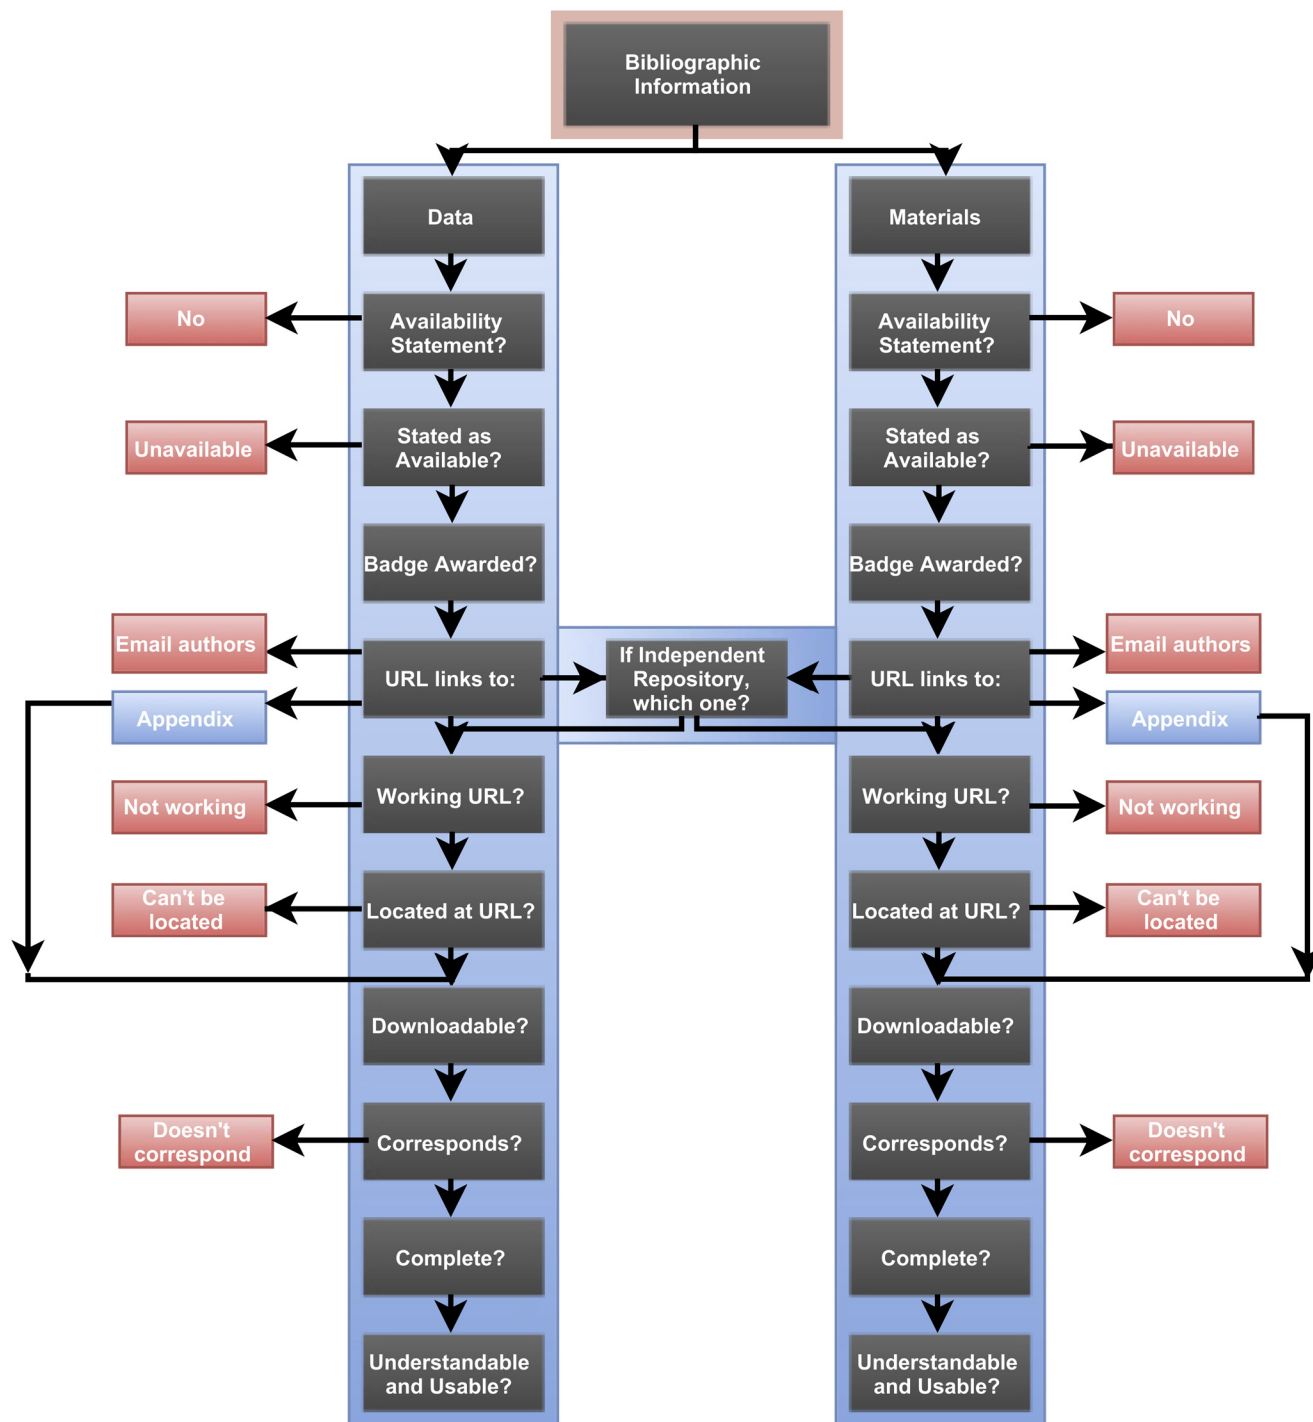 Bibliographic
Information
Data
Materials
No
Availability
Statement?
Availability
Statement?
No
Unavailable
Stated as
Available?
Stated as
Available?
Unavailable
Badge Awarded?
Badge Awarded?
Email authors
Appendix
URL links to:
If Independent
Repository,
which one?
URL links to:
Email authors
Appendix
Not working
Working URL?
Working URL?
Not working
Can't be
located
Located at URL?
Located at URL?
Can't be
located
Downloadable?
Downloadable?
Doesn't
correspond
Corresponds?
Corresponds?
Doesn't
correspond
Complete?
Complete?
Understandable
and Usable?
Understandable
and Usable?